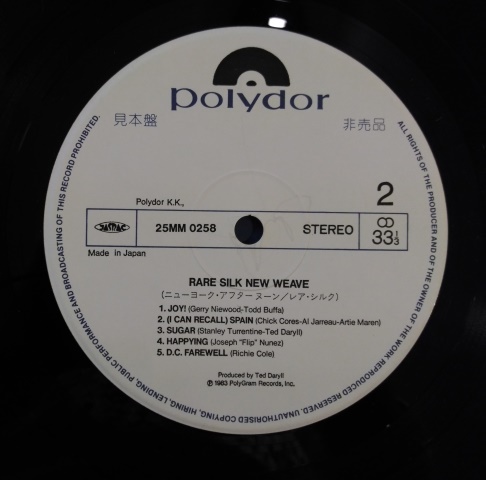 polydor
見本盤
非売品
Polydor K.K.,
2
JASRAC
25MM 0258
STEREO
33 1/3
Made in Japan
RARE SILK NEW WEAVE
(ニューヨーク・アフターヌーン/レア・シルク)
1. JOY! (Gerry Niewood-Todd Buffa)
2. (I CAN RECALL) SPAIN (Chick Cores-Al Jarreau-Artie Maren)
3. SUGAR (Stanley Turrentine-Ted Daryll)
4. HAPPYING (Joseph "Flip" Nunez)
5. D.C. FAREWELL (Richie Cole)
Produced by Ted Daryll
℗ 1983 PolyGram Records, Inc.
ALL RIGHTS OF THE PRODUCER AND OF THE OWNER OF THE WORK REPRODUCED RESERVED. UNAUTHORISED COPYING, HIRING, LENDING, PUBLIC PERFORMANCE AND BROADCASTING OF THIS RECORD PROHIBITED.